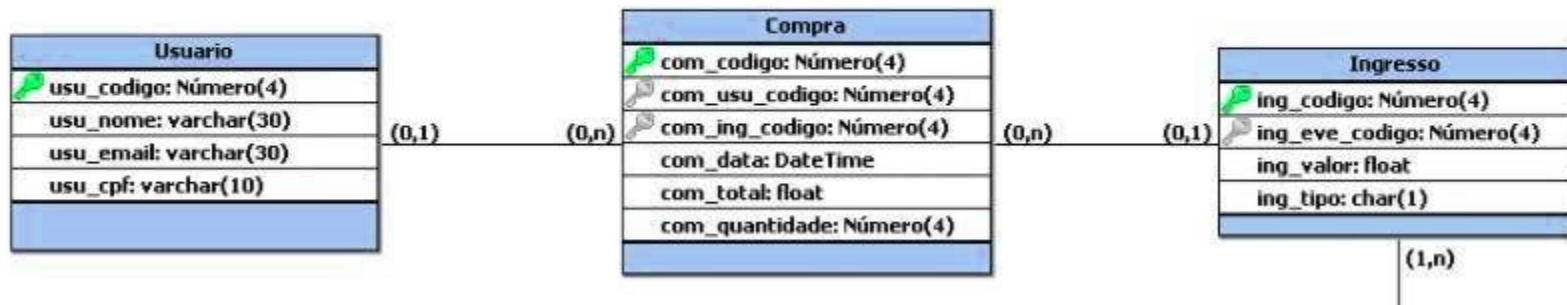 Usuario
usu_codigo: Número(4)
usu_nome: varchar(30)
usu_email: varchar(30)
usu_cpf: varchar(10)
(0,1)
(0,n)
Compra
com_codigo: Número(4)
com_usu_codigo: Número(4)
com_ing_codigo: Número(4)
com_data: DateTime
com_total: float
com_quantidade: Número(4)
(0,n)
(0,1)
Ingresso
ing_codigo: Número(4)
ing_eve_codigo: Número(4)
ing_valor: float
ing_tipo: char(1)
(1,n)